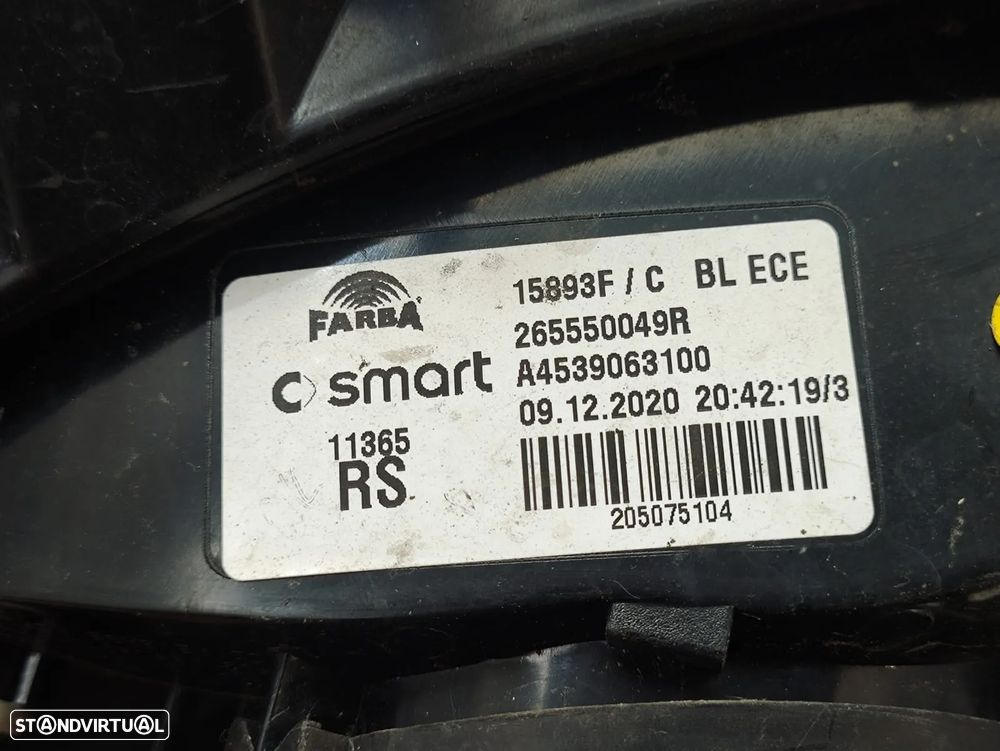 FARBA
smart
11365
RS
15893F / C BL ECE
265550049R
A4539063100
09.12.2020 20:42:19/3
205075104
STANDVIRTUAL